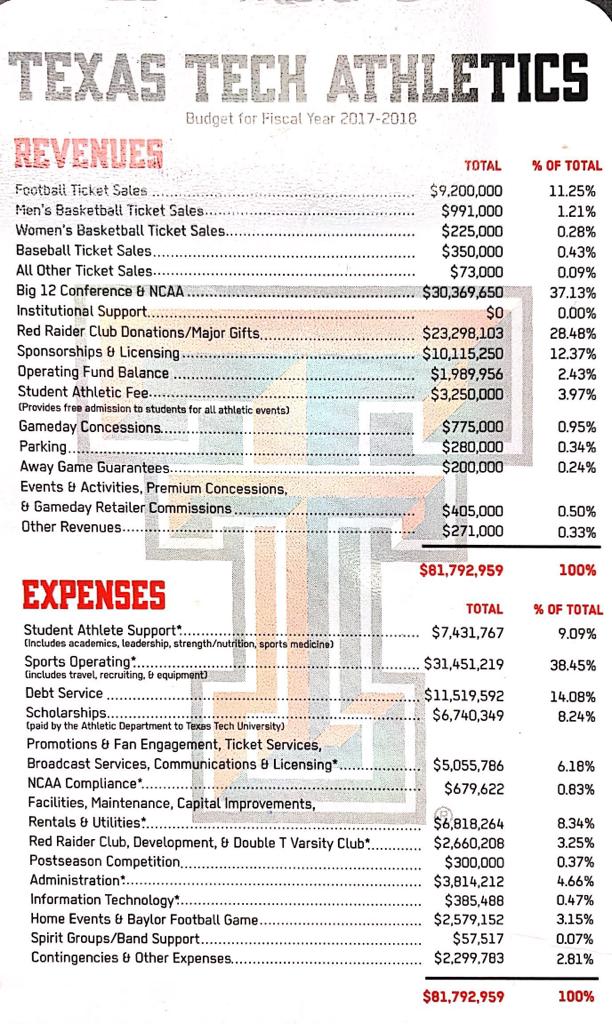 TEXAS TECH ATHLETICS
Budget for Fiscal Year 2017-2018
REVENUES
TOTAL % OF TOTAL
Football Ticket Sales $9,200,000 11.25%
Men's Basketball Ticket Sales $991,000 1.21%
Women's Basketball Ticket Sales $225,000 0.28%
Baseball Ticket Sales $350,000 0.43%
All Other Ticket Sales $73,000 0.09%
Big 12 Conference & NCAA $30,369,650 37.13%
Institutional Support $0 0.00%
Red Raider Club Donations/Major Gifts $23,298,103 28.48%
Sponsorships & Licensing $10,115,250 12.37%
Operating Fund Balance $1,989,956 2.43%
Student Athletic Fee $3,250,000 3.97%
(Provides free admission to students for all athletic events)
Gameday Concessions $775,000 0.95%
Parking $280,000 0.34%
Away Game Guarantees $200,000 0.24%
Events & Activities, Premium Concessions,
& Gameday Retailer Commissions $405,000 0.50%
Other Revenues $271,000 0.33%
$81,792,959 100%
EXPENSES
TOTAL % OF TOTAL
Student Athlete Support* $7,431,767 9.09%
(Includes academics, leadership, strength/nutrition, sports medicine)
Sports Operating* $31,451,219 38.45%
(includes travel, recruiting, & equipment)
Debt Service $11,519,592 14.08%
Scholarships $6,740,349 8.24%
(paid by the Athletic Department to Texas Tech University)
Promotions & Fan Engagement, Ticket Services,
Broadcast Services, Communications & Licensing* $5,055,786 6.18%
NCAA Compliance* $679,622 0.83%
Facilities, Maintenance, Capital Improvements,
Rentals & Utilities* $6,818,264 8.34%
Red Raider Club, Development, & Double T Varsity Club* $2,660,208 3.25%
Postseason Competition $300,000 0.37%
Administration* $3,814,212 4.66%
Information Technology* $385,488 0.47%
Home Events & Baylor Football Game $2,579,152 3.15%
Spirit Groups/Band Support $57,517 0.07%
Contingencies & Other Expenses $2,299,783 2.81%
$81,792,959 100%